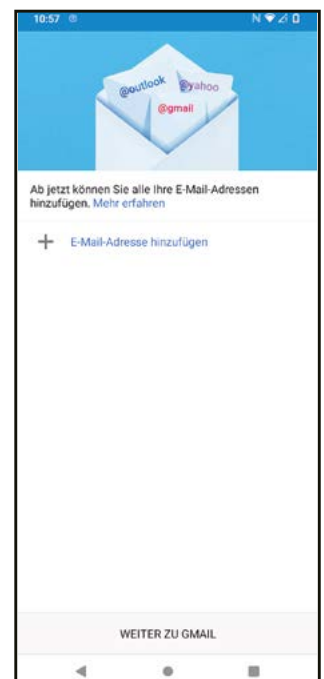 10:57
@outlook
@yahoo
@gmail
Ab jetzt können Sie alle Ihre E-Mail-Adressen
hinzufügen. Mehr erfahren
E-Mail-Adresse hinzufügen
WEITER ZU GMAIL